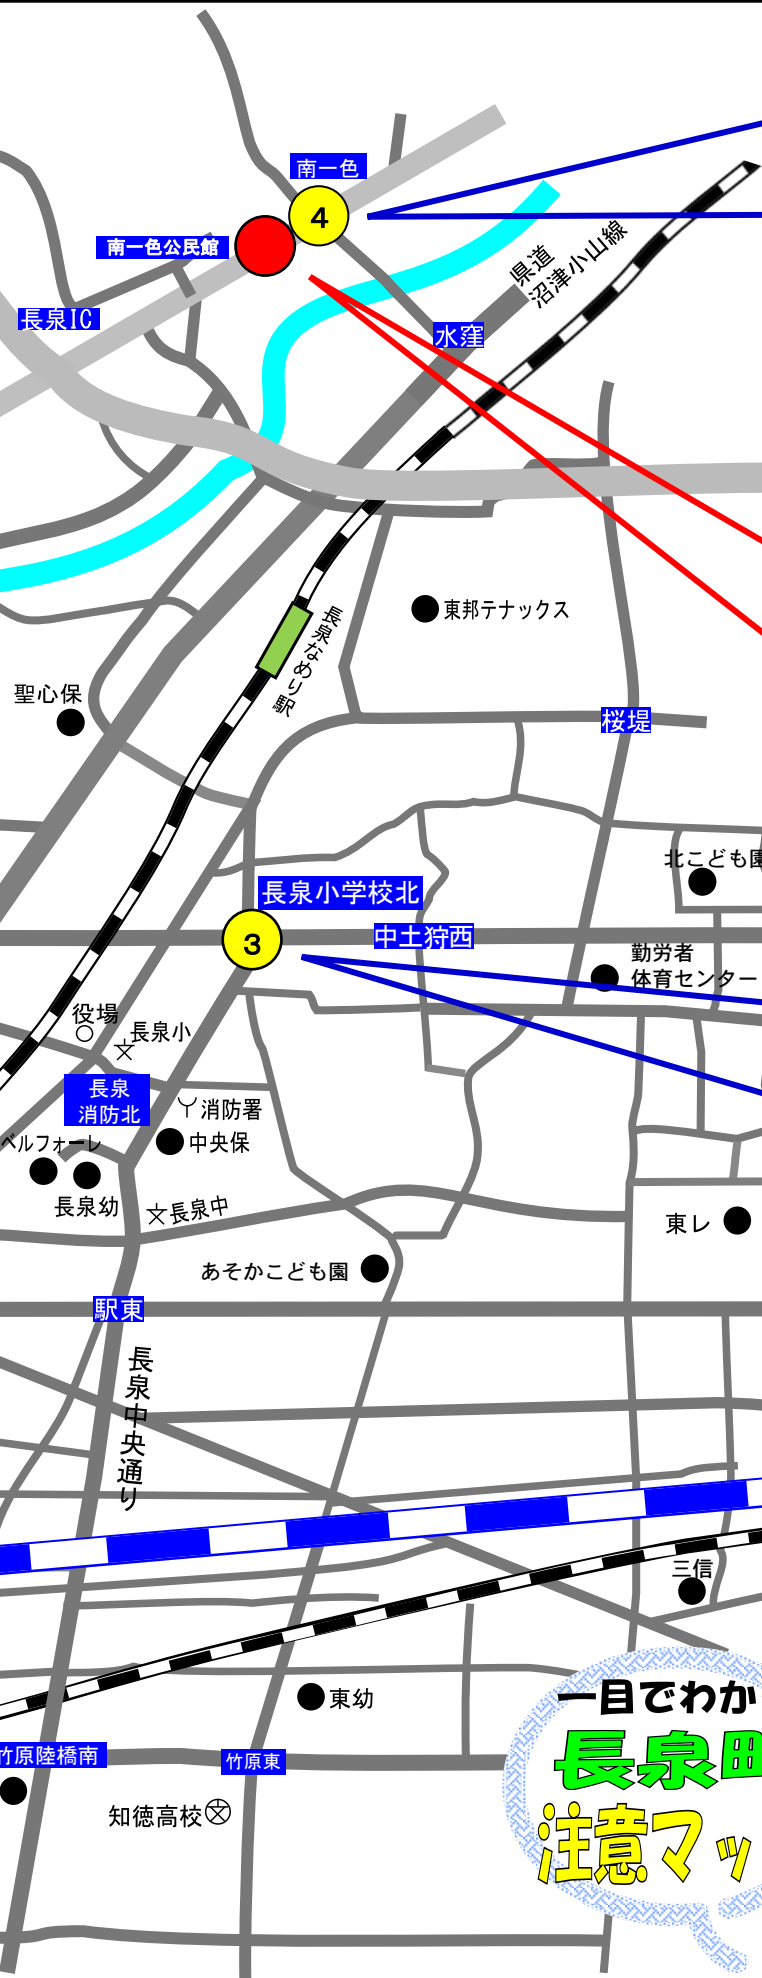 南一色
4
南一色公民館
県道
沼津小山線
長泉IC
水窪
東邦テナックス
長泉なめり駅
聖心保
桜堤
北こども園
長泉小学校北
3
中土狩西
勤労者
体育センター
役場
長泉小
長泉
消防北
消防署
ベルフォーレ
中央保
長泉幼
長泉中
東レ
あそかこども園
駅東
長泉中央通り
三信
東幼
一目でわか
長泉町
注意マッ
竹原陸橋南
竹原東
知徳高校